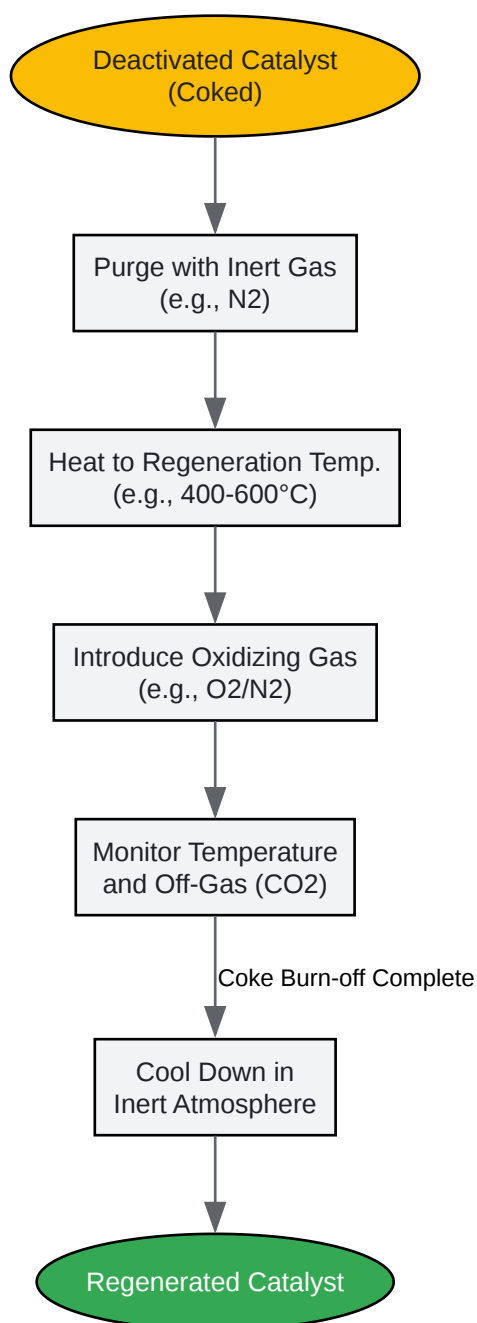 Deactivated Catalyst
(Coked)
Purge with Inert Gas
(e.g., N2)
Heat to Regeneration Temp.
(e.g., 400-600°C)
Introduce Oxidizing Gas
(e.g., O2/N2)
Monitor Temperature
and Off-Gas (CO2)
Coke Burn-off Complete
Cool Down in
Inert Atmosphere
Regenerated Catalyst